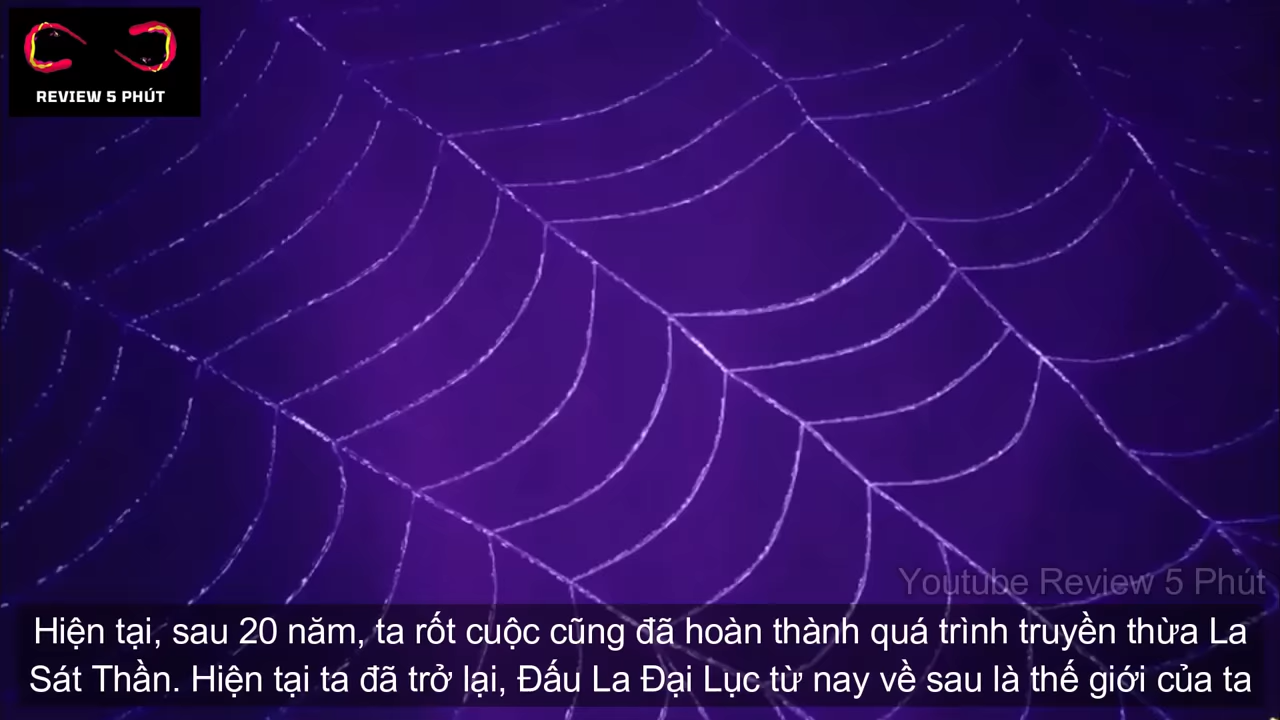 REVIEW 5 PHÚT
Youtube Review 5 Phút
Hiện tại, sau 20 năm, ta rốt cuộc cũng đã hoàn thành quá trình truyền thừa La
Sát Thần. Hiện tại ta đã trở lại, Đấu La Đại Lục từ nay về sau là thế giới của ta